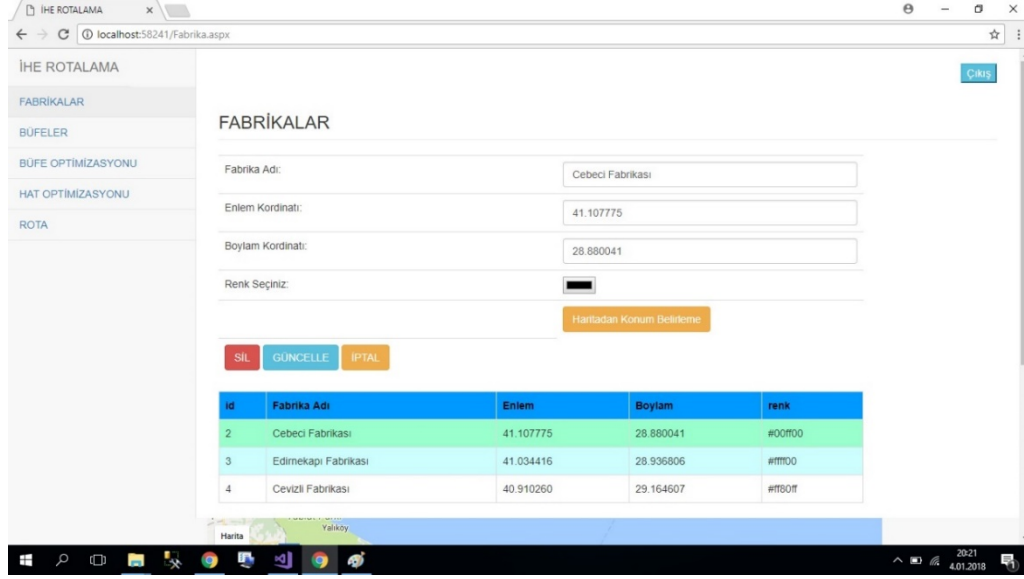 İHE ROTALAMA
localhost:58241/Fabrika.aspx
İHE ROTALAMA
Çıkış
FABRİKALAR
BÜFELER
BÜFE OPTİMİZASYONU
HAT OPTİMİZASYONU
ROTA
FABRİKALAR
Fabrika Adı: Cebeci Fabrikası
Enlem Kordinatı: 41.107775
Boylam Kordinatı: 28.880041
Renk Seçiniz:
Haritadan Konum Belirleme
SİL GÜNCELLE İPTAL
id Fabrika Adı Enlem Boylam renk
2 Cebeci Fabrikası 41.107775 28.880041 #00ff00
3 Edirnekapı Fabrikası 41.034416 28.936806 #ffff00
4 Cevizli Fabrikası 40.910260 29.164607 #ff80ff
Harita
Yalıköy
20:21
4.01.2018